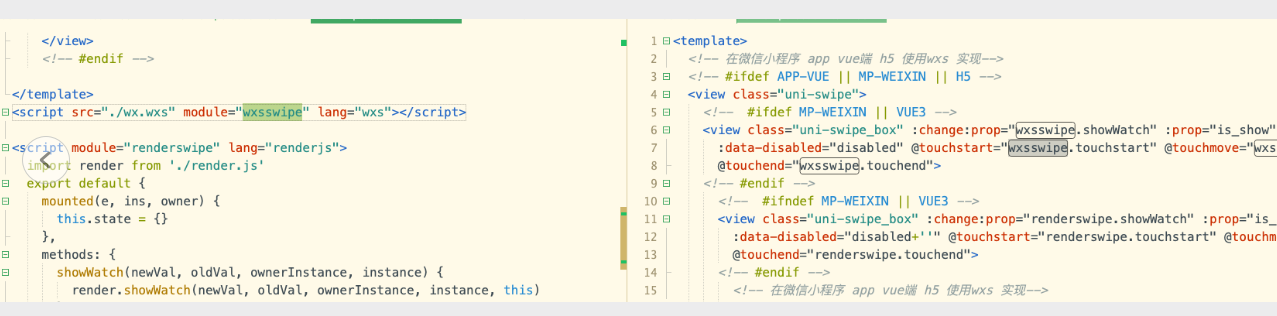 </view>
<!-- #endif -->
</template>
<script src="./wx.wxs" module="wxsswipe" lang="wxs"></script>
<script module="renderswipe" lang="renderjs">
import render from './render.js'
export default {
mounted(e, ins, owner) {
this.state = {}
},
methods: {
showWatch(newVal, oldVal, ownerInstance, instance) {
render.showWatch(newVal, oldVal, ownerInstance, instance, this)
1 <template>
2 <!-- 在微信小程序 app vue端 h5 使用wxs 实现-->
3 <!-- #ifdef APP-VUE || MP-WEIXIN || H5 -->
4 <view class="uni-swipe">
5 <!--  #ifdef MP-WEIXIN || VUE3 -->
6 <view class="uni-swipe_box" :change:prop="wxsswipe.showWatch" :prop="is_show"
7 :data-disabled="disabled" @touchstart="wxsswipe.touchstart" @touchmove="wxs
8 @touchend="wxsswipe.touchend">
9 <!-- #endif -->
10 <!--  #ifndef MP-WEIXIN || VUE3 -->
11 <view class="uni-swipe_box" :change:prop="renderswipe.showWatch" :prop="is_
12 :data-disabled="disabled+''" @touchstart="renderswipe.touchstart" @touchm
13 @touchend="renderswipe.touchend">
14 <!-- #endif -->
15 <!-- 在微信小程序 app vue端 h5 使用wxs 实现-->